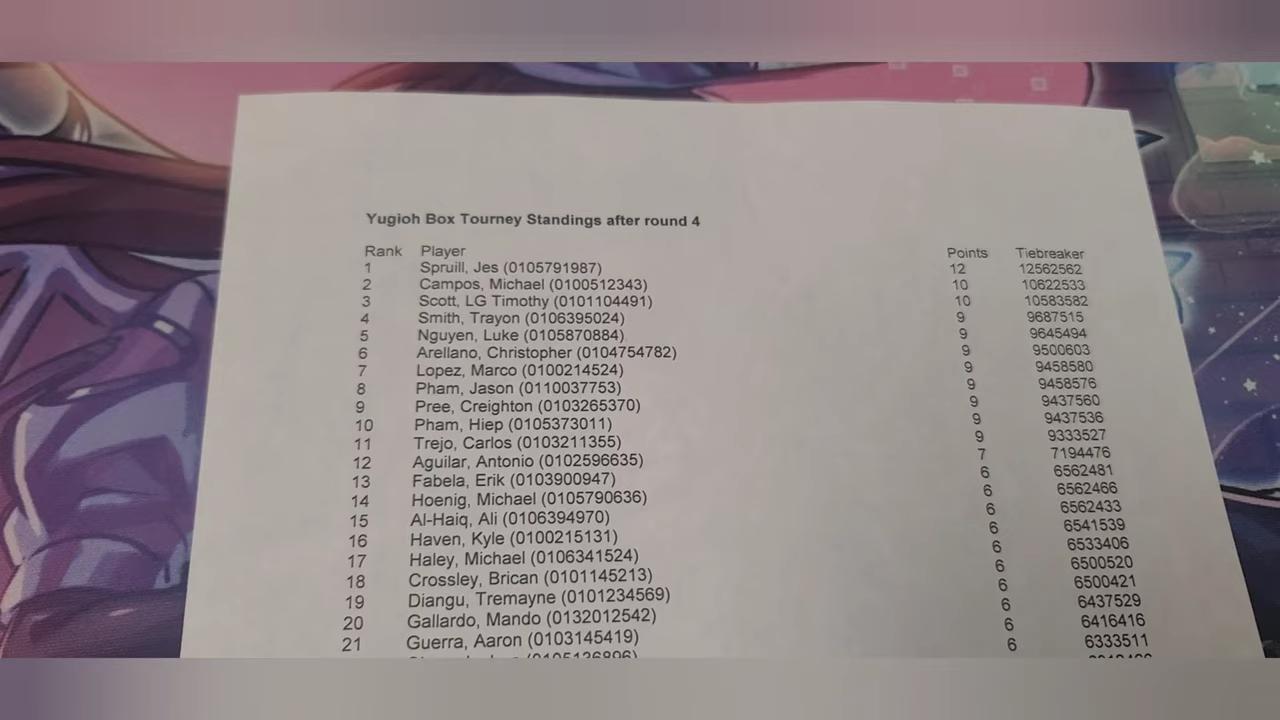 Yugioh Box Tourney Standings after round 4
Rank Player Points Tiebreaker
1 Spruill, Jes (0105791987) 12 12562562
2 Campos, Michael (0100512343) 10 10622533
3 Scott, LG Timothy (0101104491) 10 10583582
4 Smith, Trayon (0106395024) 9 9687515
5 Nguyen, Luke (0105870884) 9 9645494
6 Arellano, Christopher (0104754782) 9 9500603
7 Lopez, Marco (0100214524) 9 9458580
8 Pham, Jason (0110037753) 9 9458576
9 Pree, Creighton (0103265370) 9 9437560
10 Pham, Hiep (0105373011) 9 9437536
11 Trejo, Carlos (0103211355) 9 9333527
12 Aguilar, Antonio (0102596635) 7 7194476
13 Fabela, Erik (0103900947) 6 6562481
14 Hoenig, Michael (0105790636) 6 6562466
15 Al-Haiq, Ali (0106394970) 6 6562433
16 Haven, Kyle (0100215131) 6 6541539
17 Haley, Michael (0106341524) 6 6533406
18 Crossley, Brican (0101145213) 6 6500520
19 Diangu, Tremayne (0101234569) 6 6500421
20 Gallardo, Mando (0132012542) 6 6437529
21 Guerra, Aaron (0103145419) 6 6416416
6 6333511
(0105136896)